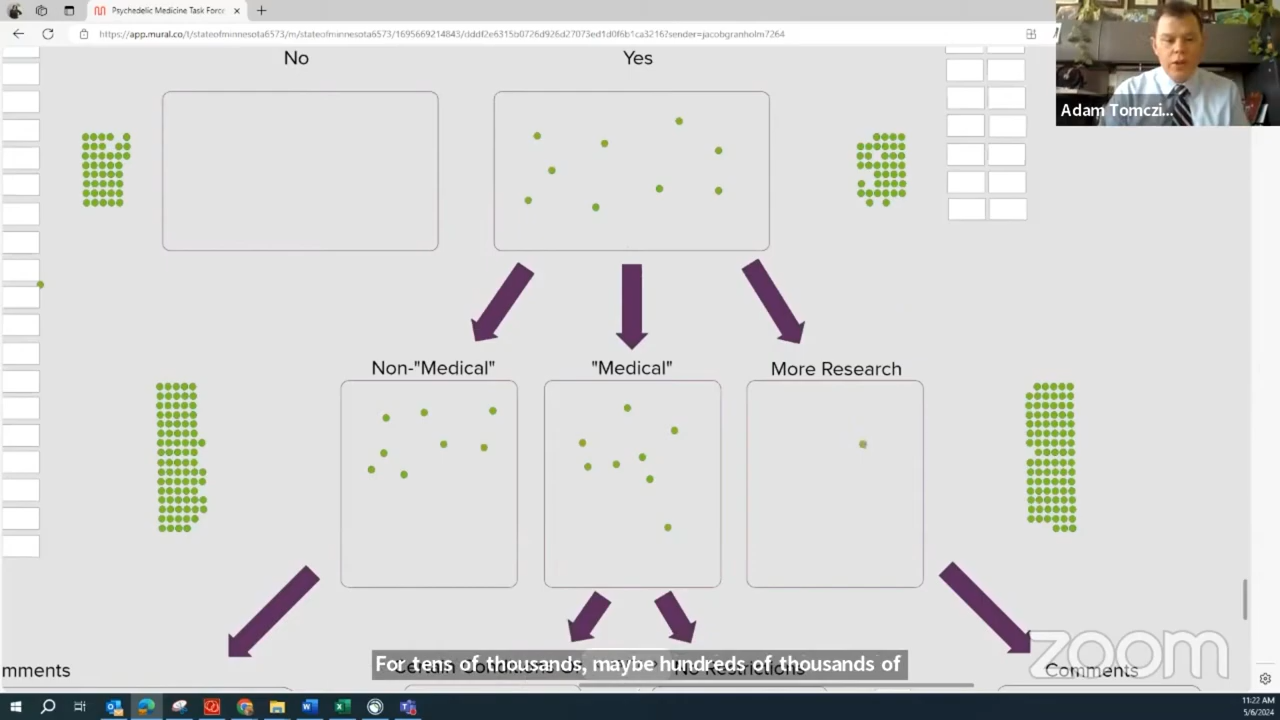 Psychedelic Medicine Task Force
https://app.mural.co/t/stateofminnesota6573/m/stateofminnesota6573/1695669214843/dddf2e6315b0726d926d27073ed1d0f6b1ca3216?sender=jacobgranholm7264
Adam Tomczi...
No
Yes
Non-"Medical"
"Medical"
More Research
For tens of thousands, maybe hundreds of thousands of
mments
No Restrictions
Comments
zoom
11:22 AM
5/6/2024